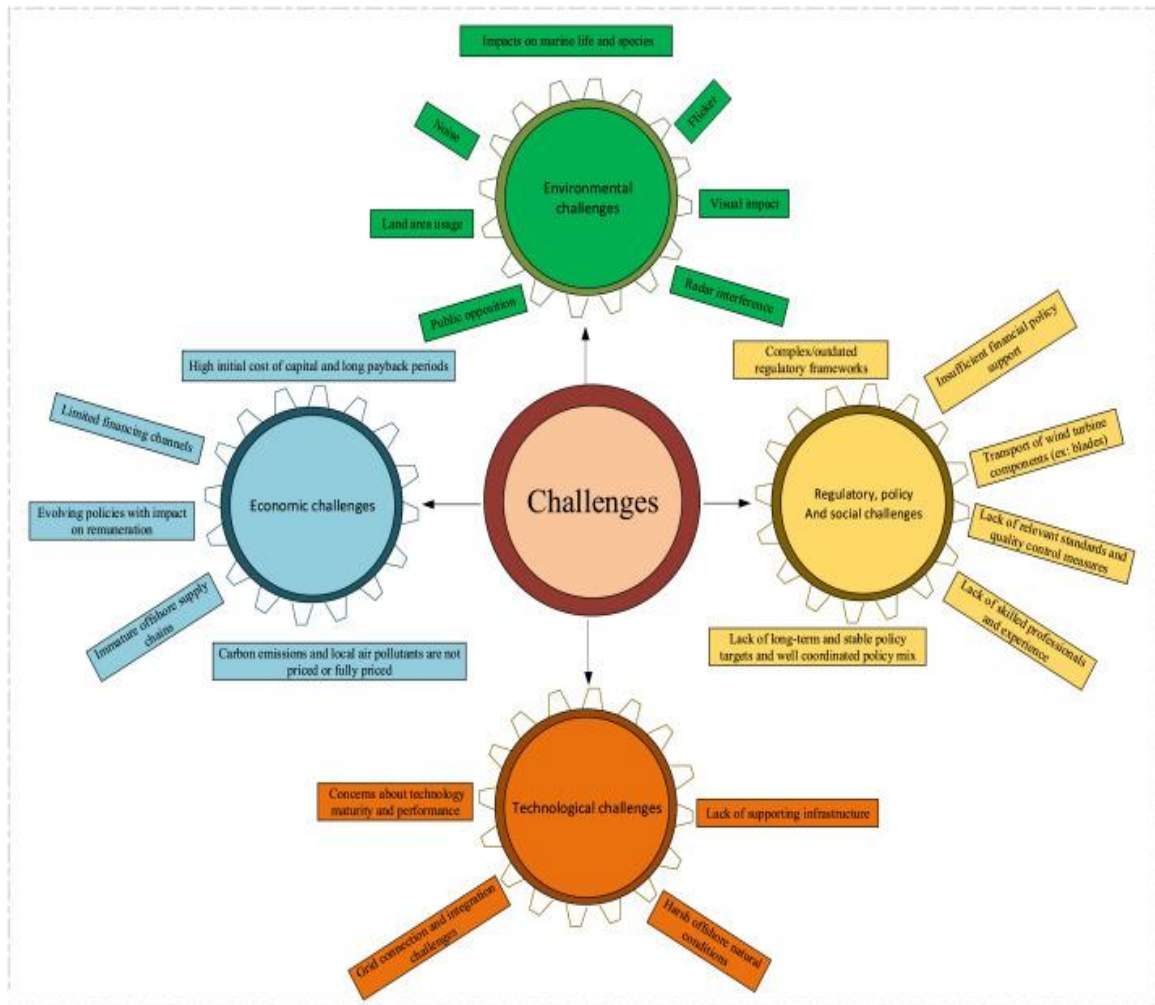 Impacts on marine life and species
Noise
Flicker
Environmental
challenges
Land area usage
Visual impact
Public opposition
Radar interference
High initial cost of capital and long payback periods
Limited financing channels
Evolving policies with impact
on remuneration
Immature offshore supply
chains
Carbon emissions and local air pollutants are not
priced or fully priced
Economic challenges
Challenges
Complex/outdated
regulatory frameworks
Insufficient financial policy
support
Transport of wind turbine
components (ex: blades)
Regulatory, policy
And social challenges
Lack of relevant standards and
quality control measures
Lack of skilled professionals
and experience
Lack of long-term and stable policy
targets and well coordinated policy mix
Concerns about technology
maturity and performance
Technological challenges
Lack of supporting infrastructure
Grid connection and integration
challenges
Harsh offshore natural
conditions